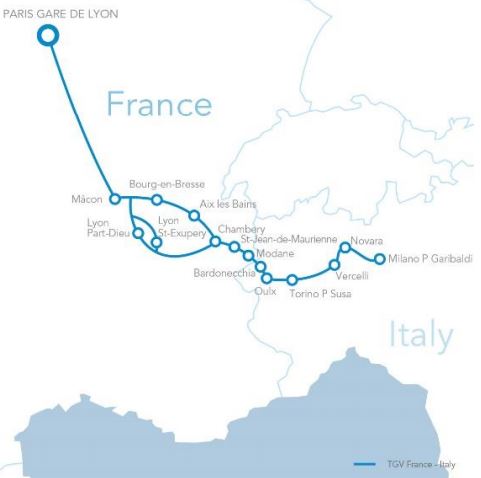 PARIS GARE DE LYON
France
Bourg-en-Bresse
Mâcon
Aix les Bains
Lyon
Part-Dieu
Lyon
St-Exupery
Chambery
St-Jean-de-Maurienne
Modane
Bardonecchia
Oulx
Torino P Susa
Vercelli
Novara
Milano P Garibaldi
Italy
TGV France - Italy